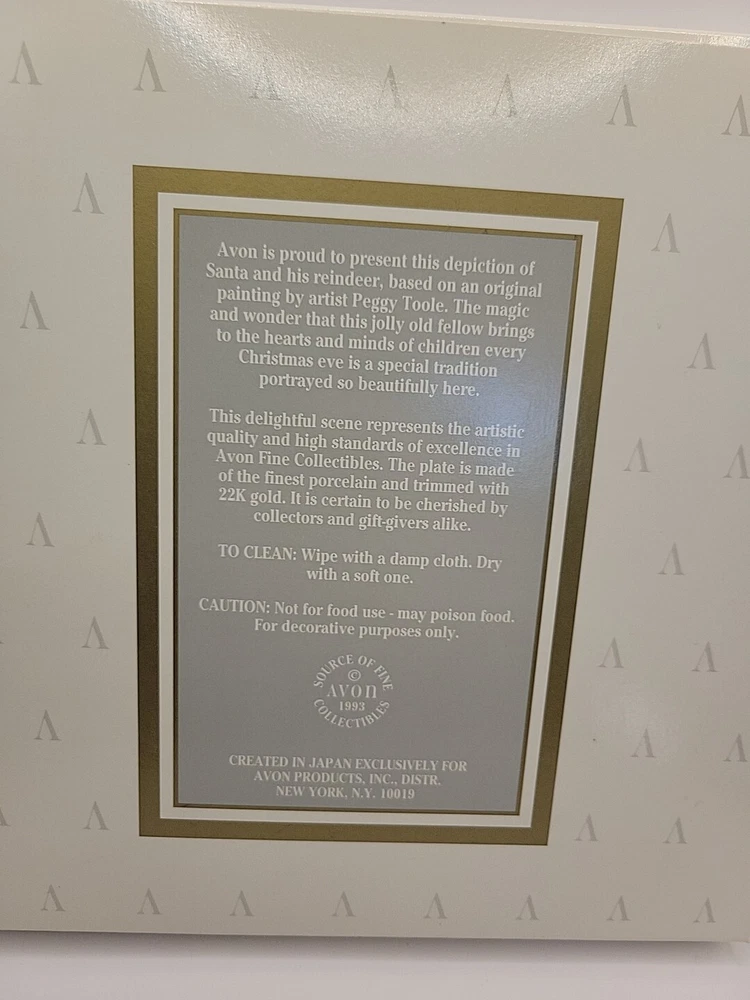 Avon is proud to present this depiction of
Santa and his reindeer, based on an original
painting by artist Peggy Toole. The magic
and wonder that this jolly old fellow brings
to the hearts and minds of children every
Christmas eve is a special tradition
portrayed so beautifully here.
This delightful scene represents the artistic
quality and high standards of excellence in
Avon Fine Collectibles. The plate is made
of the finest porcelain and trimmed with
22K gold. It is certain to be cherished by
collectors and gift-givers alike.
TO CLEAN: Wipe with a damp cloth. Dry
with a soft one.
CAUTION: Not for food use - may poison food.
For decorative purposes only.
SOURCE OF FINE
©
AVON
1993
COLLECTIBLES
CREATED IN JAPAN EXCLUSIVELY FOR
AVON PRODUCTS, INC., DISTR.
NEW YORK, N.Y. 10019